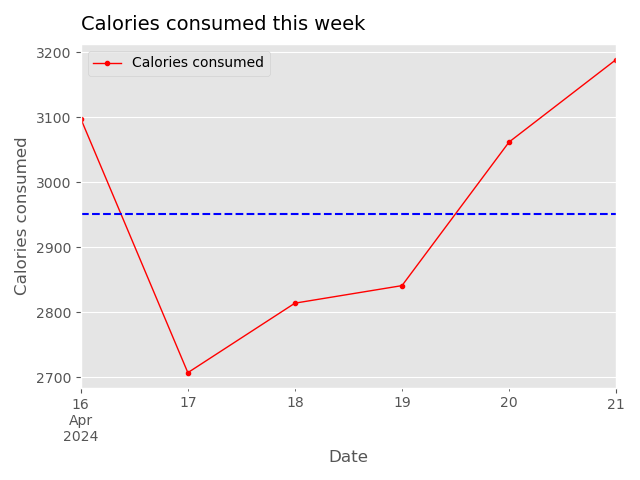 Calories consumed this week
Calories consumed
3200
3100
3000
2900
2800
2700
Calories consumed
16
Apr
2024
17
18
19
20
21
Date